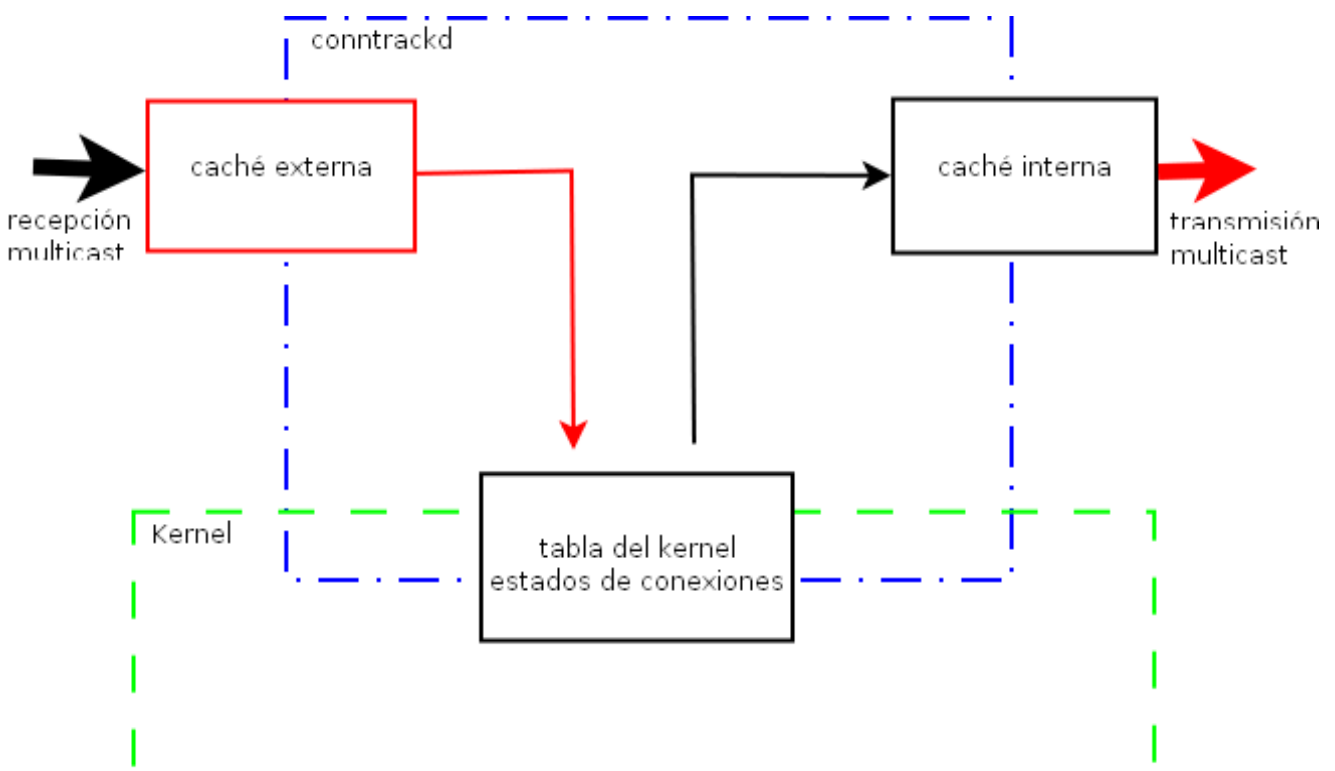 conntrackd
caché externa
caché interna
recepción
multicast
transmisión
multicast
Kernel
tabla del kernel
estados de conexiones